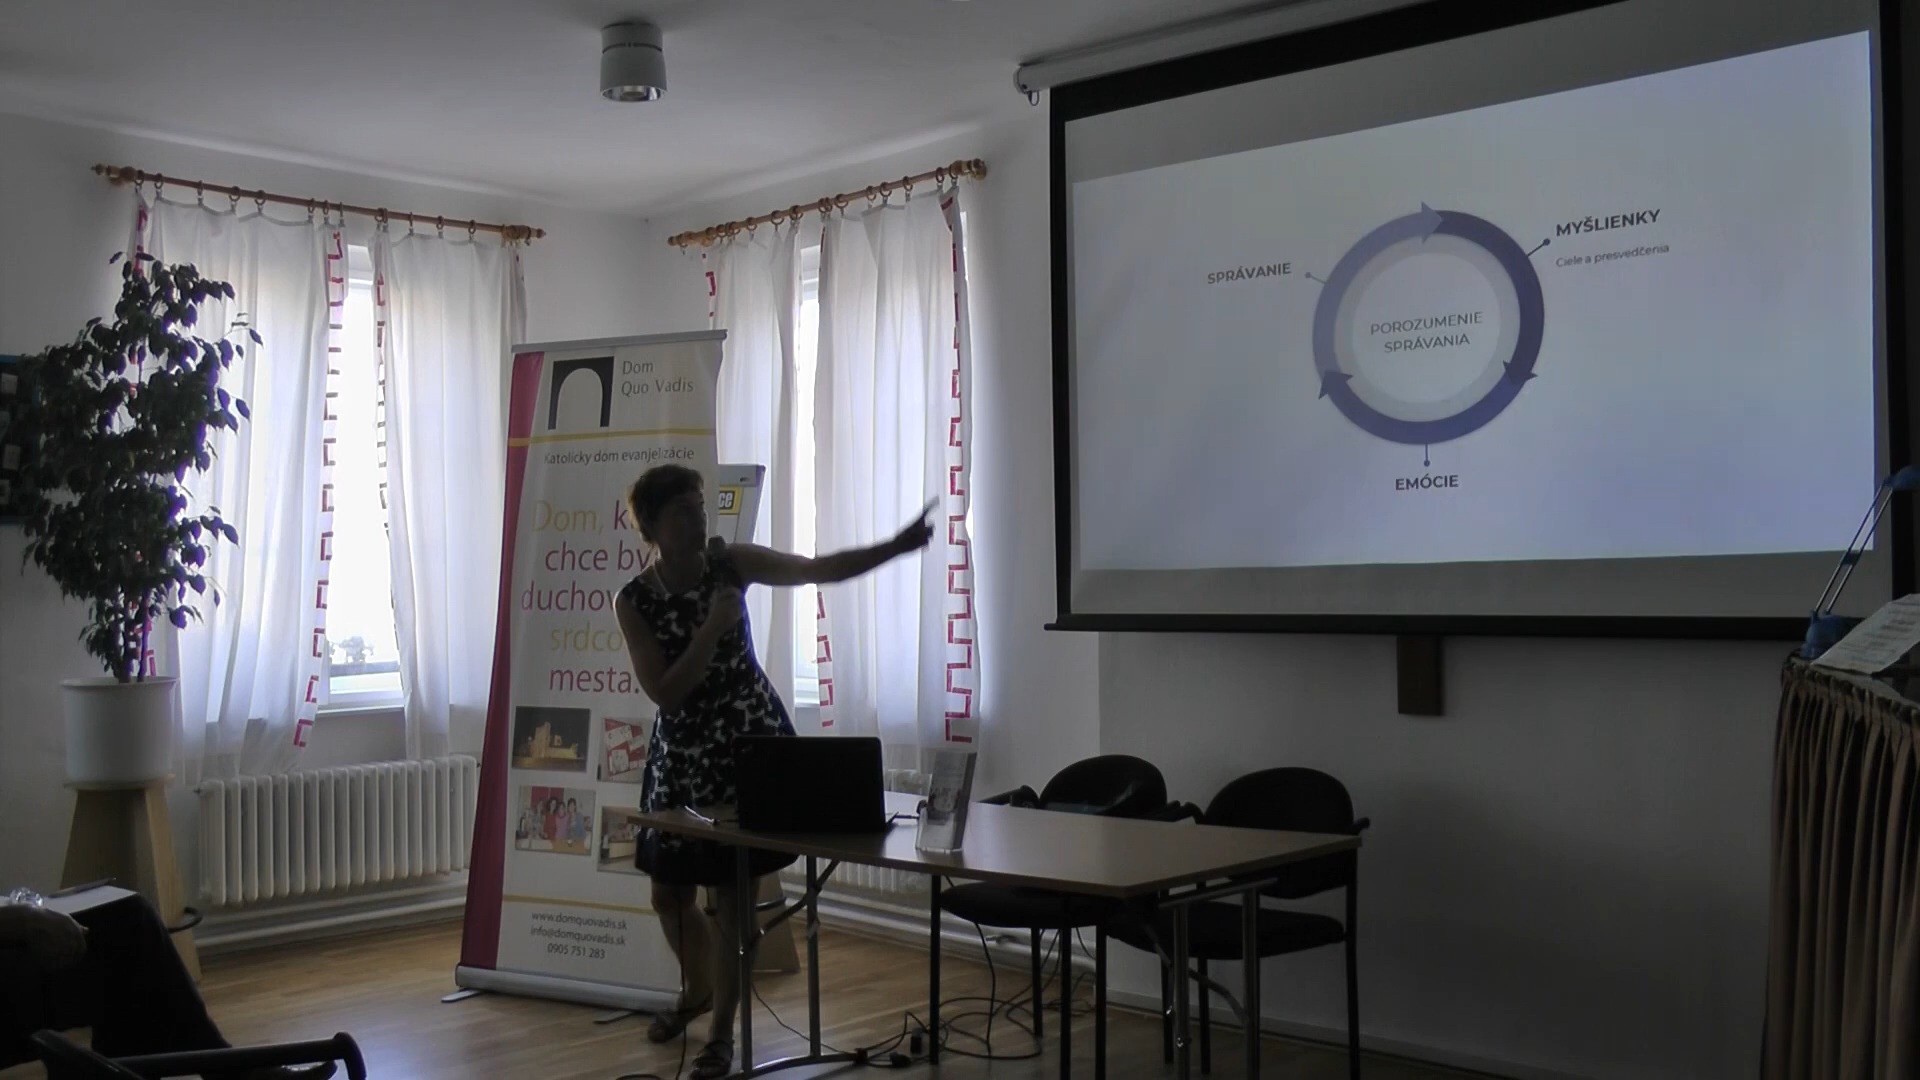 Dom
Quo Vadis
Katolícky dom evanjelizácie
Dom,
chce
duchov
srdco
mesta.
www.domquovadis.sk
info@domquovadis.sk
0905 751 283
ce
SPRÁVANIE
MYŠLIENKY
Ciele a presvedčenia
POROZUMENIE
SPRÁVANIA
EMÓCIE